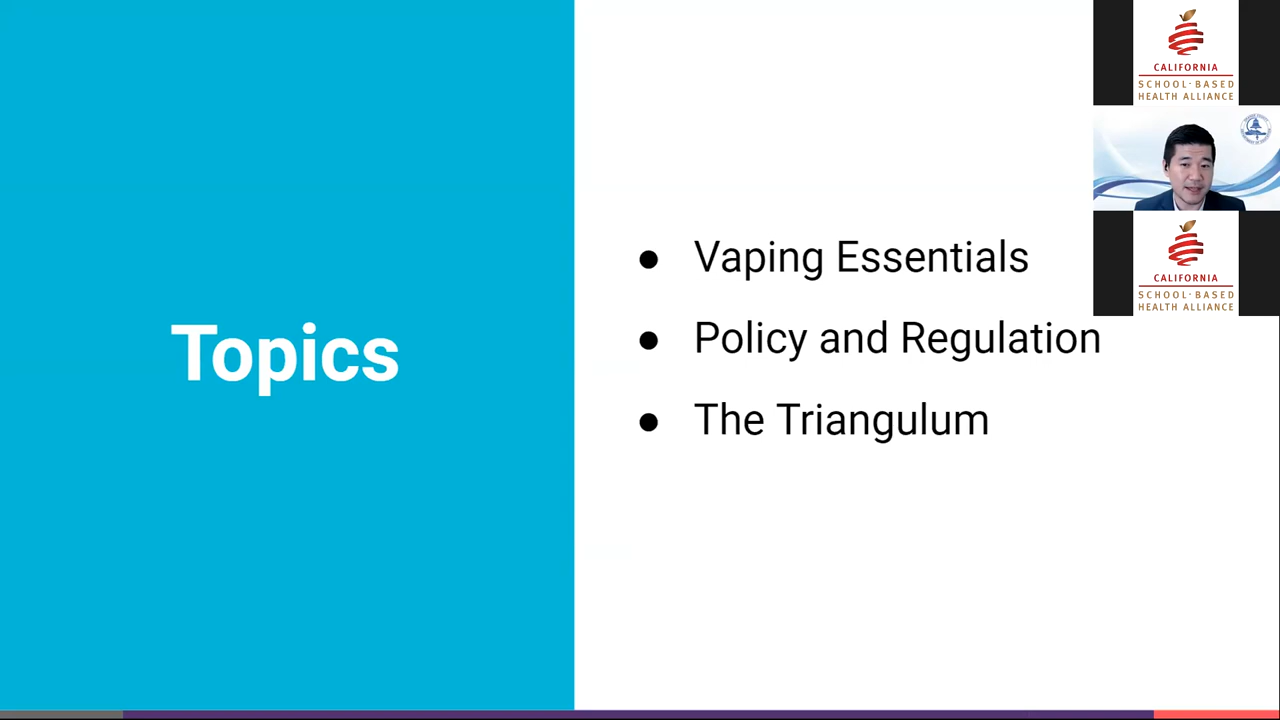 Topics
● Vaping Essentials
● Policy and Regulation
● The Triangulum
CALIFORNIA
SCHOOL-BASED
HEALTH ALLIANCE
CALIFORNIA
SCHOOL-BASED
HEALTH ALLIANCE